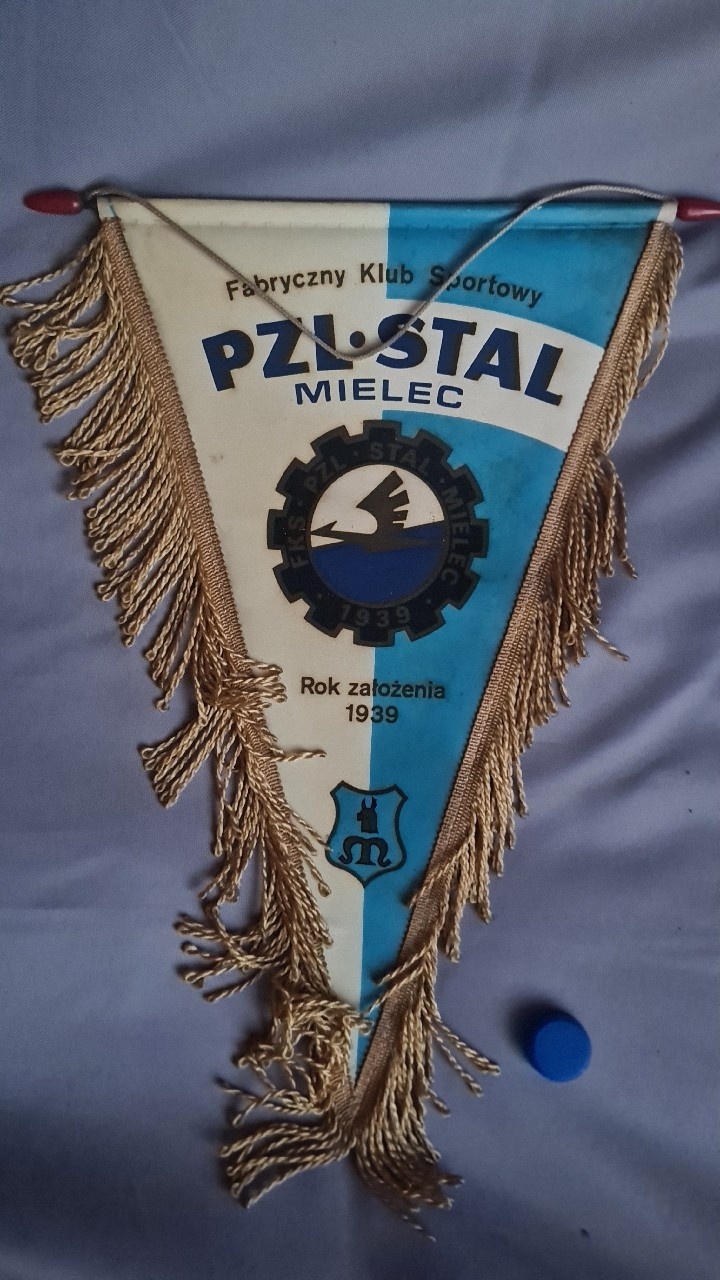 Fabryczny Klub Sportowy
PZL·STAL
MIELEC
FKS · PZL · STAL · MIELEC
· 1939 ·
Rok założenia
1939